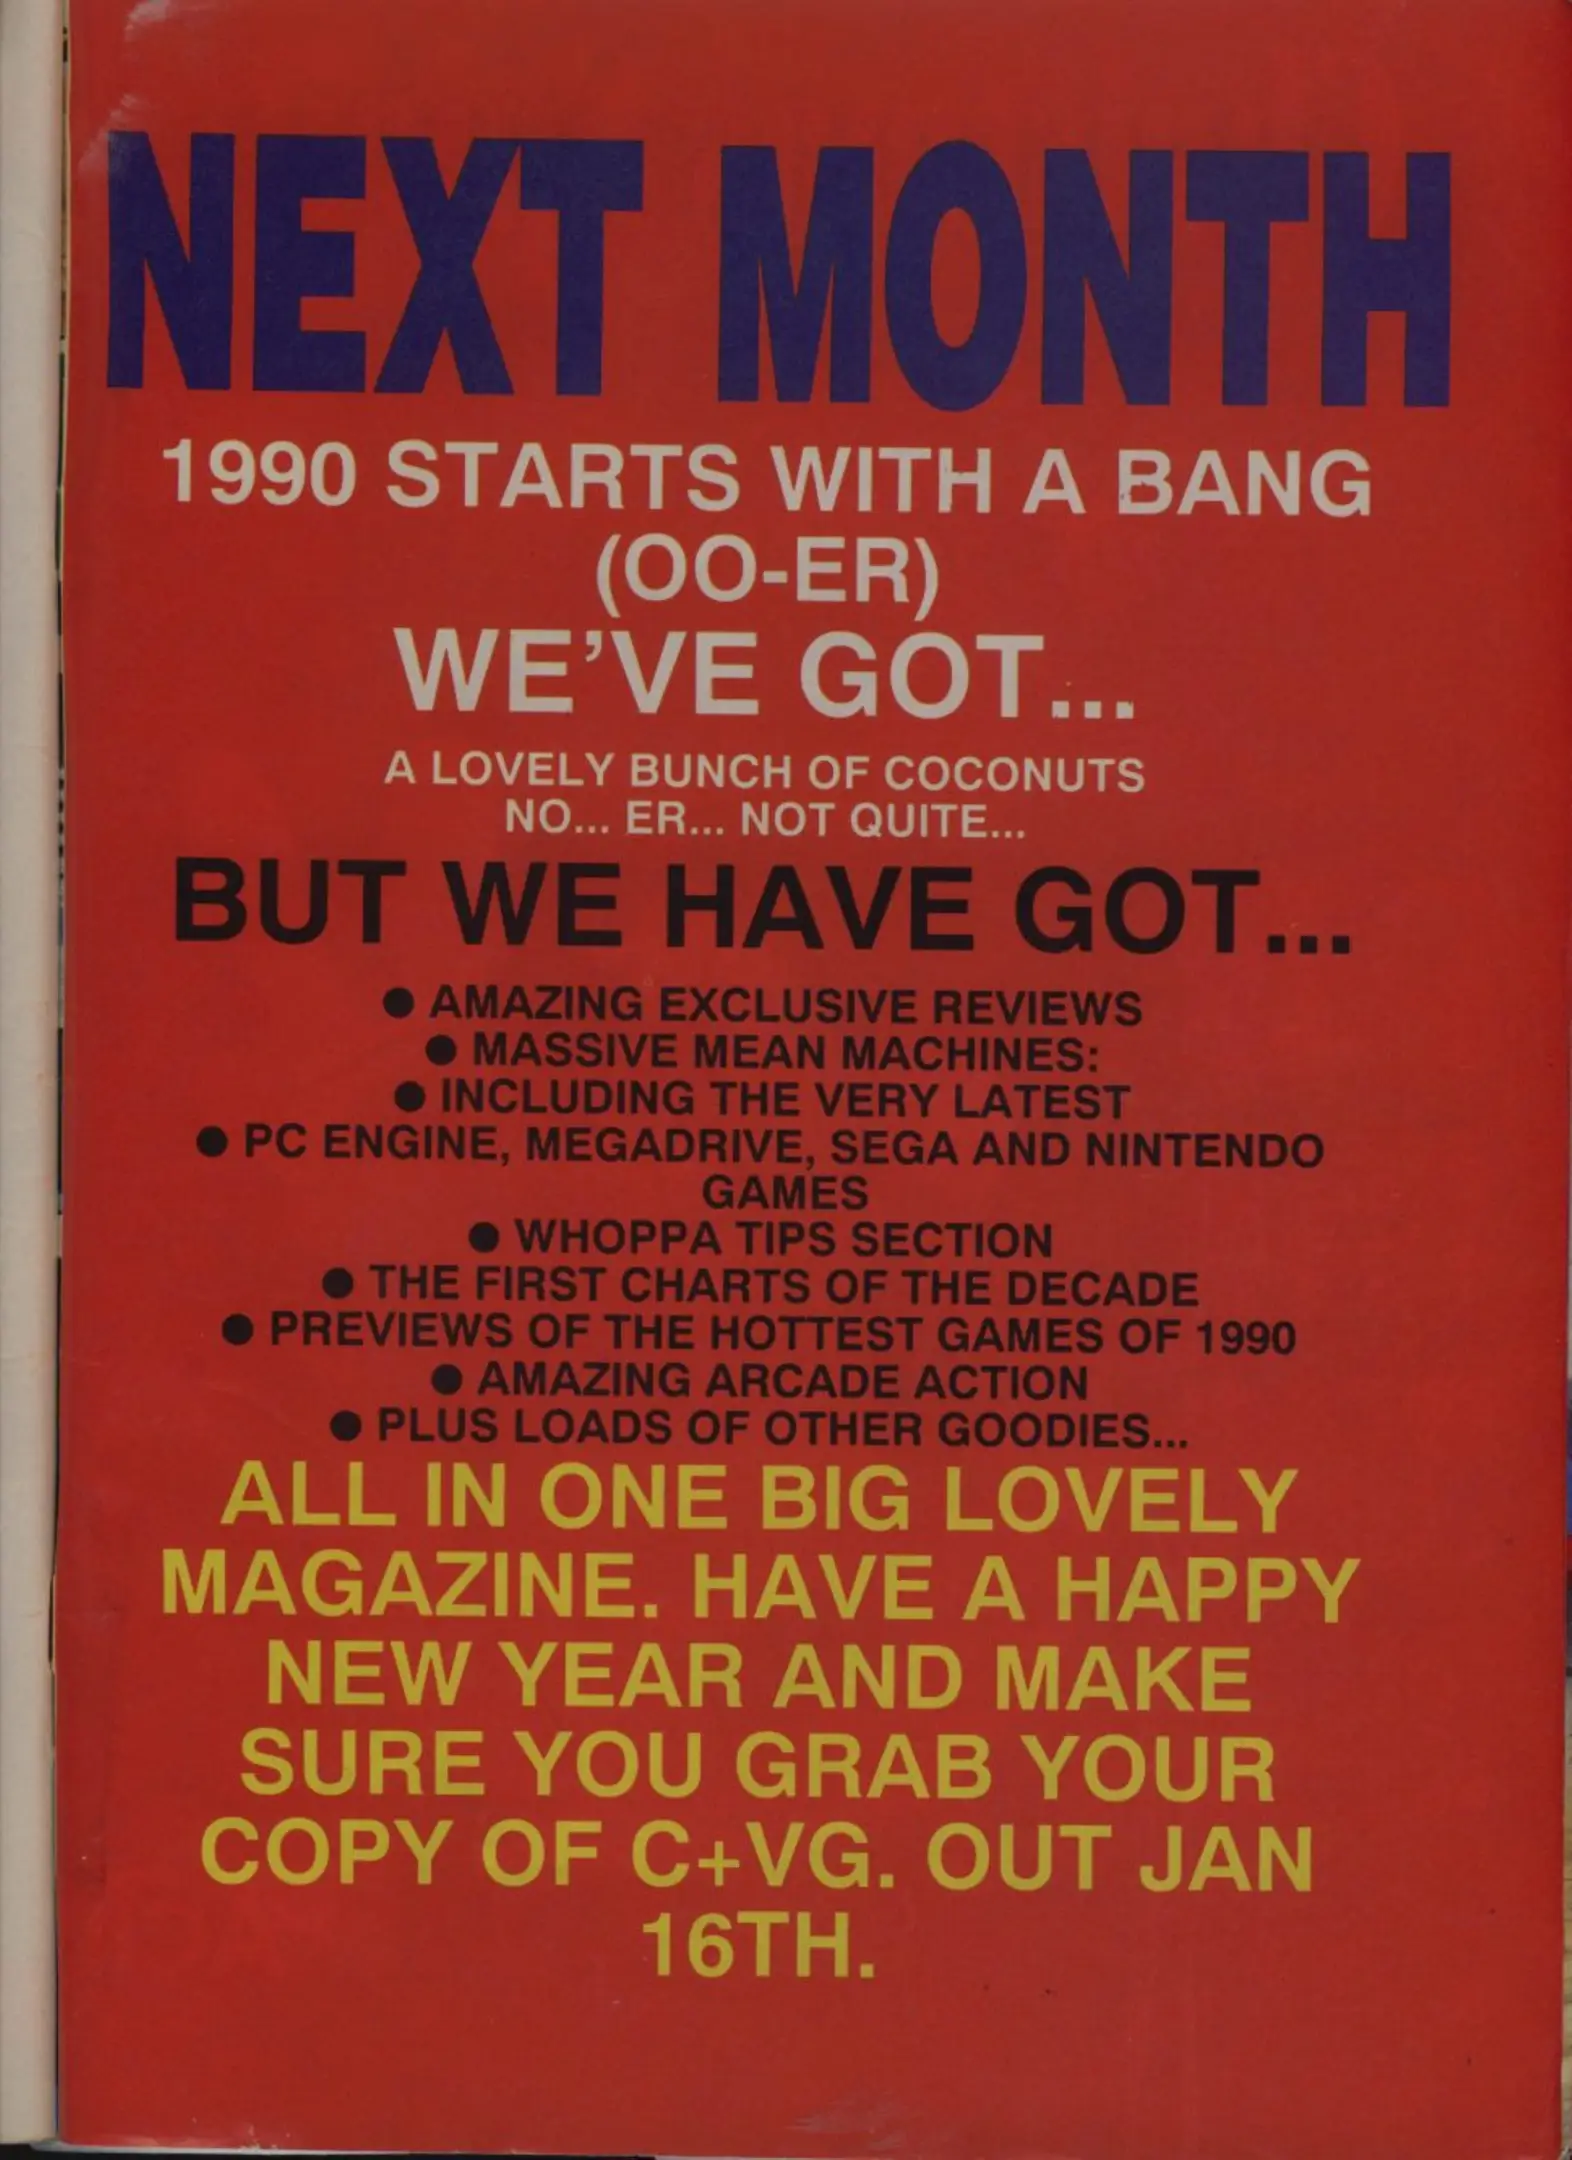 NEXT MONTH
1990 STARTS WITH A BANG
(OO-ER)
WE'VE GOT...
A LOVELY BUNCH OF COCONUTS
NO... ER... NOT QUITE...
BUT WE HAVE GOT...
● AMAZING EXCLUSIVE REVIEWS
● MASSIVE MEAN MACHINES:
● INCLUDING THE VERY LATEST
● PC ENGINE, MEGADRIVE, SEGA AND NINTENDO
GAMES
● WHOPPA TIPS SECTION
● THE FIRST CHARTS OF THE DECADE
● PREVIEWS OF THE HOTTEST GAMES OF 1990
● AMAZING ARCADE ACTION
● PLUS LOADS OF OTHER GOODIES...
ALL IN ONE BIG LOVELY
MAGAZINE. HAVE A HAPPY
NEW YEAR AND MAKE
SURE YOU GRAB YOUR
COPY OF C+VG. OUT JAN
16TH.